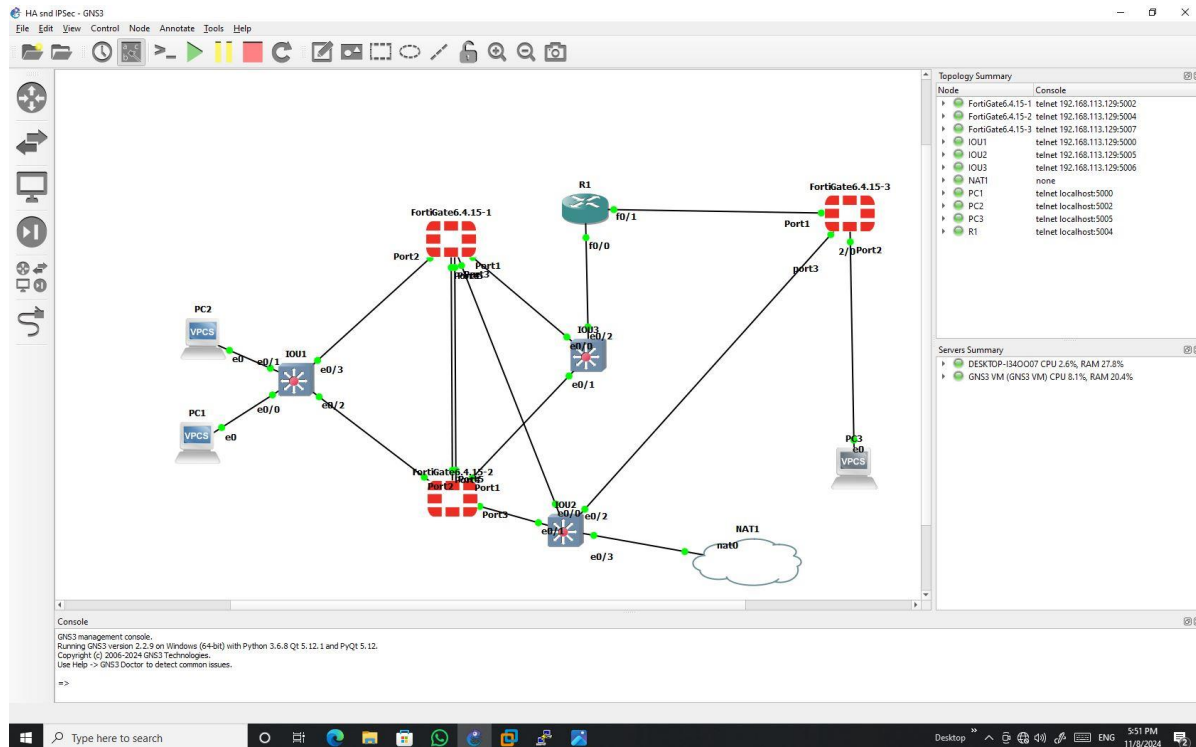 HA snd IPSec - GNS3
File Edit View Control Node Annotate Tools Help
Topology Summary
Node Console
FortiGate6.4.15-1 telnet 192.168.113.129:5002
FortiGate6.4.15-2 telnet 192.168.113.129:5004
FortiGate6.4.15-3 telnet 192.168.113.129:5007
IOU1 telnet 192.168.113.129:5000
IOU2 telnet 192.168.113.129:5005
IOU3 telnet 192.168.113.129:5006
NAT1 none
PC1 telnet localhost:5000
PC2 telnet localhost:5002
PC3 telnet localhost:5005
R1 telnet localhost:5004
Servers Summary
DESKTOP-I34OO07 CPU 2.6%, RAM 27.8%
GNS3 VM (GNS3 VM) CPU 8.1%, RAM 20.4%
R1
f0/1
f0/0
FortiGate6.4.15-3
Port1
2/0 Port2
port3
FortiGate6.4.15-1
Port2
Port1
Port3
PC2
VPCS
e0
e0/1
IOU1
e0/3
e0/0
e0/2
PC1
VPCS
e0
IOU3
e0/2
e0/0
e0/1
FortiGate6.4.15-2
Port2
Port1
Port3
IOU2
e0/0
e0/2
e0/1
e0/3
NAT1
nat0
PC3
e0
VPCS
Console
GNS3 management console.
Running GNS3 version 2.2.9 on Windows (64-bit) with Python 3.6.8 Qt 5.12.1 and PyQt 5.12.
Copyright (c) 2006-2024 GNS3 Technologies.
Use Help -> GNS3 Doctor to detect common issues.
=>
Type here to search
Desktop
ENG
5:51 PM
11/8/2024